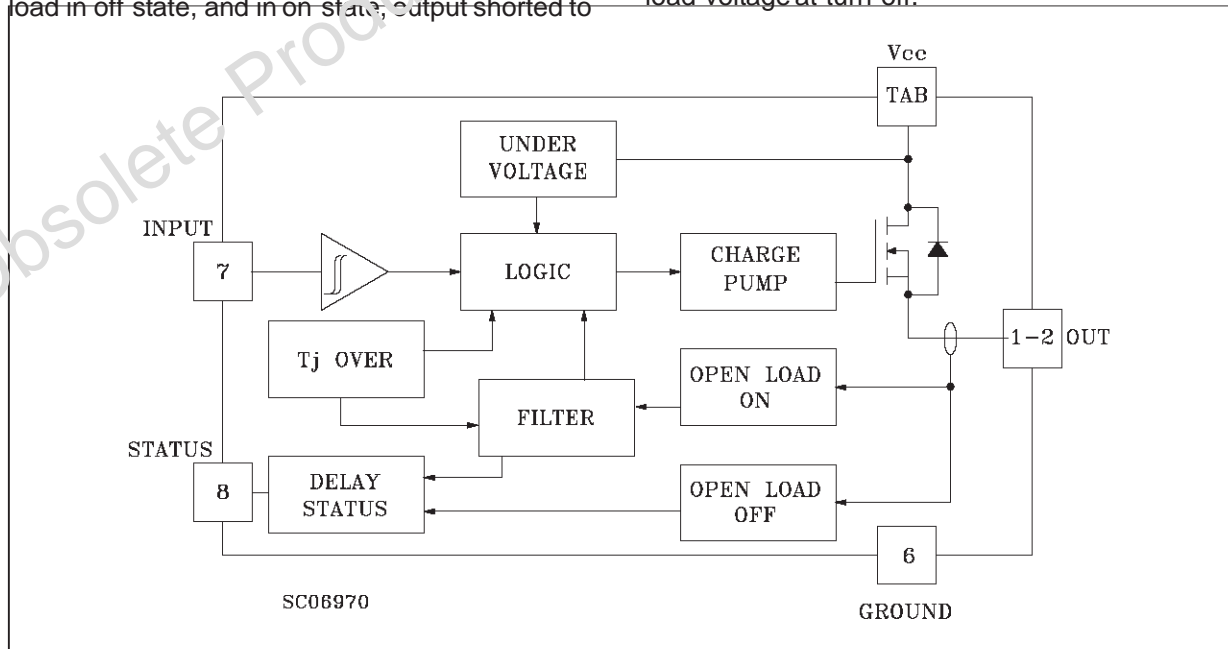 load in off state, and in on state, output shorted to
load voltage at turn-off.
Obsolete Produ
Vcc
TAB
UNDER
VOLTAGE
INPUT
7
LOGIC
CHARGE
PUMP
1-2 OUT
Tj OVER
OPEN LOAD
ON
FILTER
STATUS
8
DELAY
STATUS
OPEN LOAD
OFF
6
SC06970
GROUND